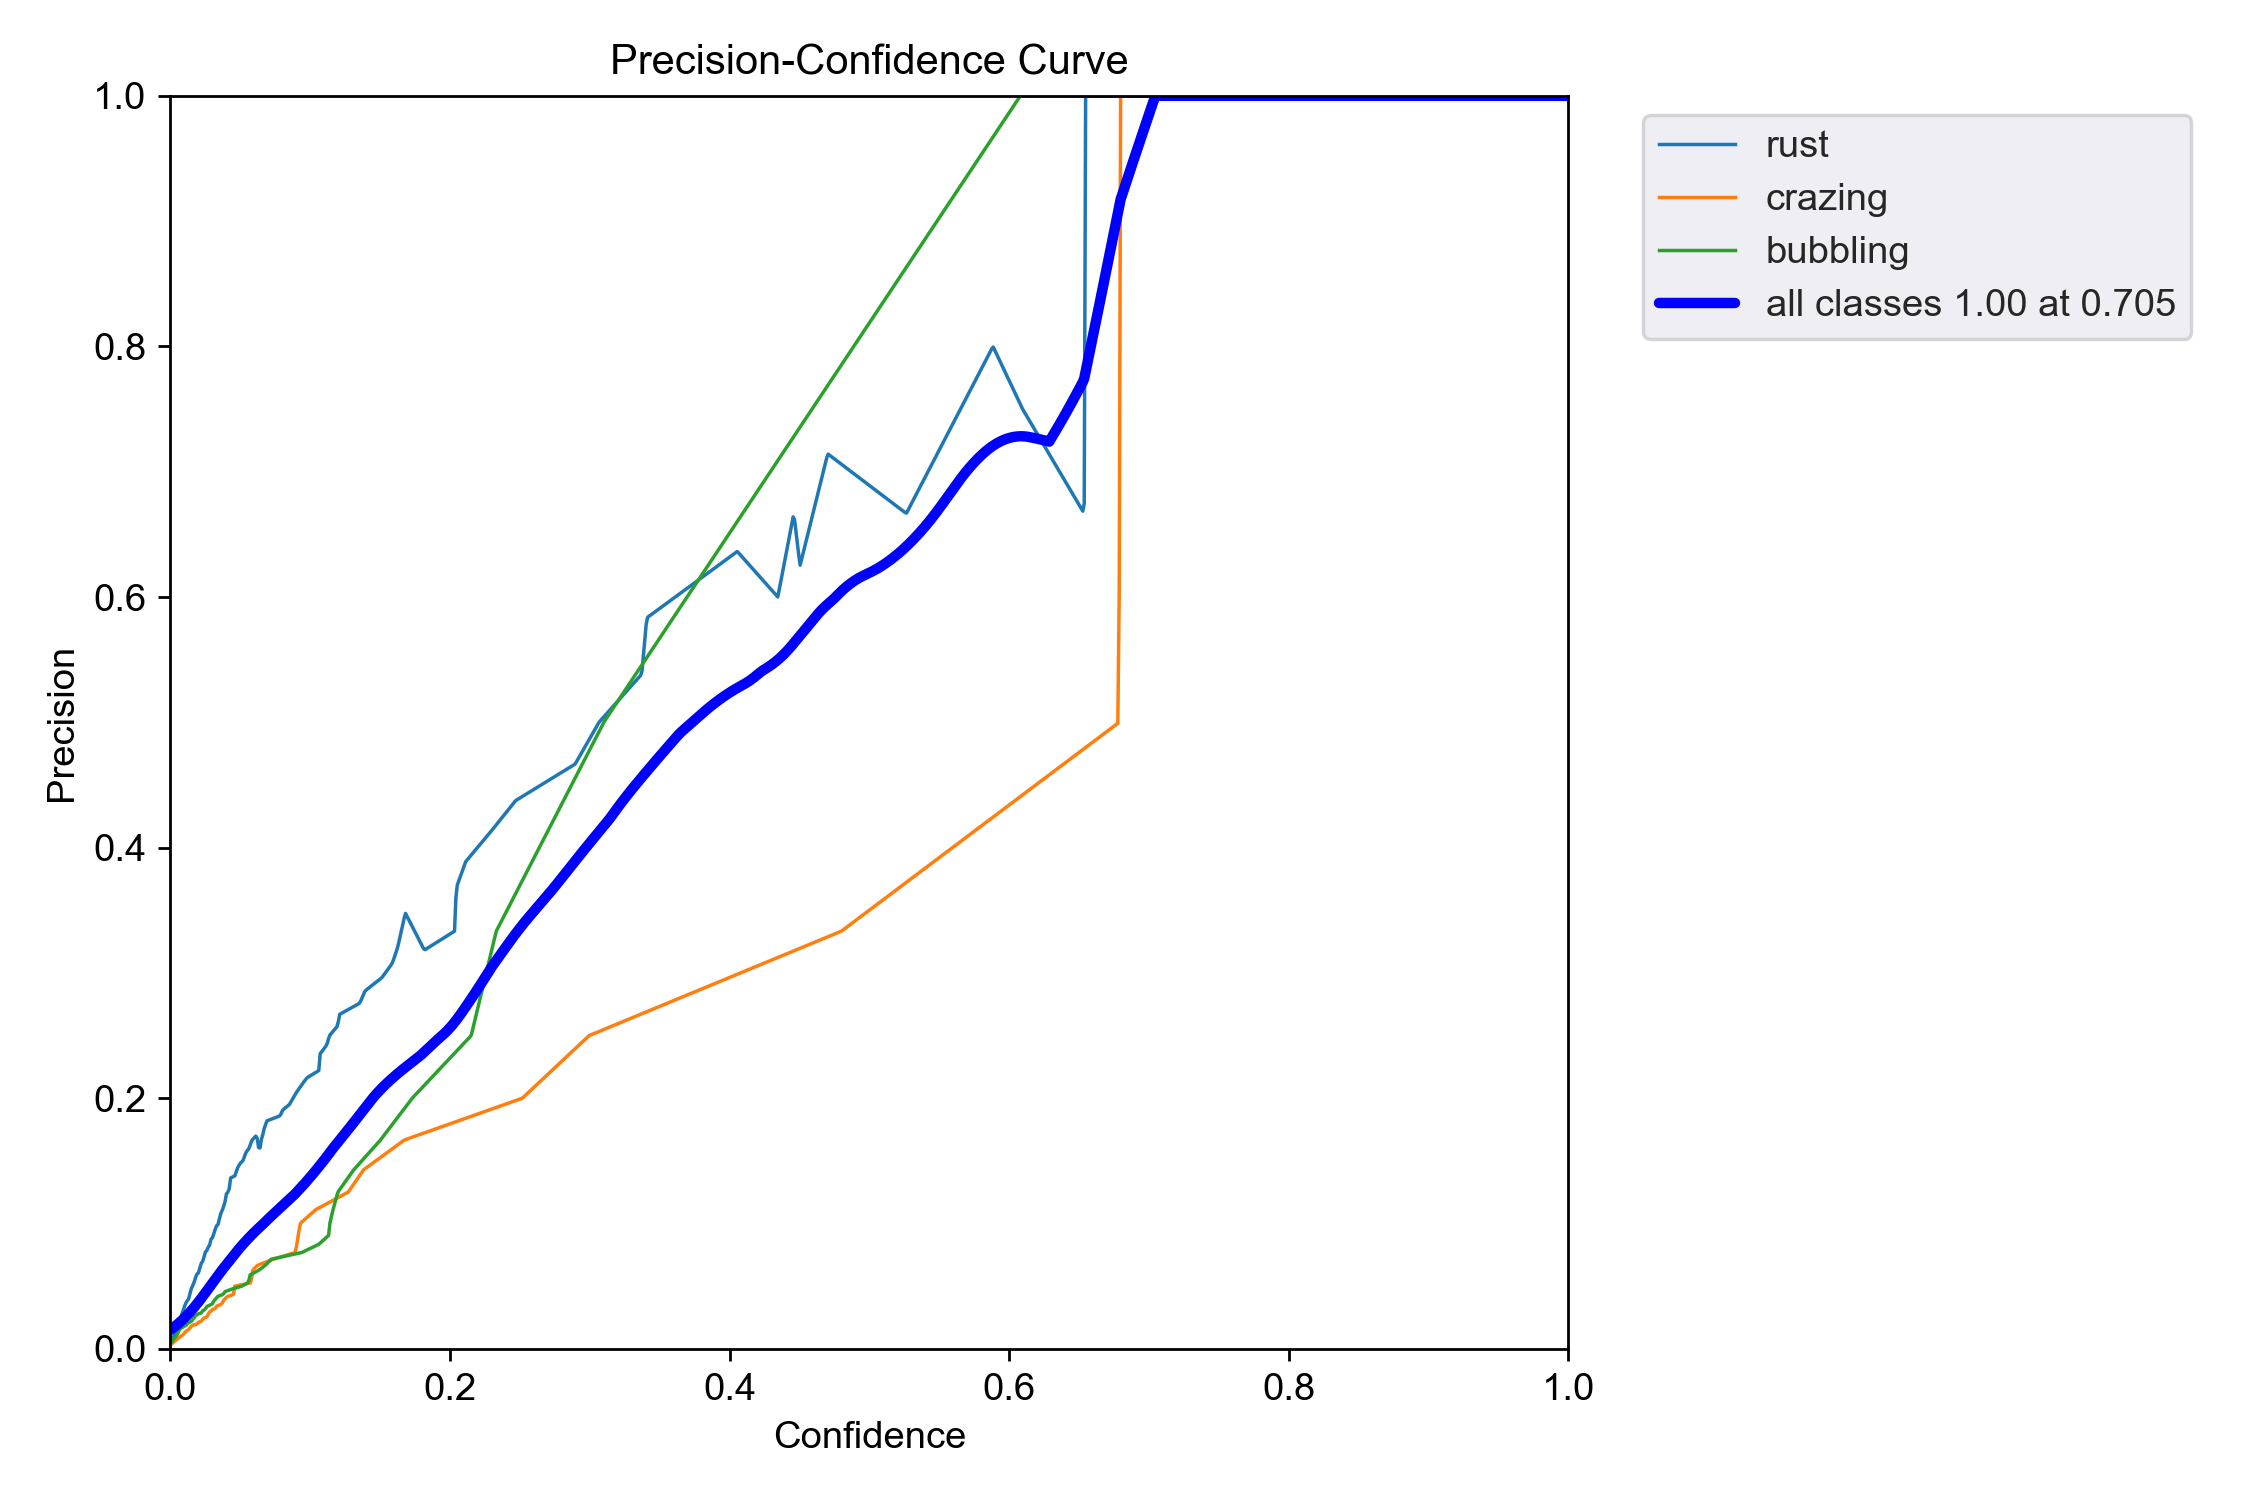 Precision-Confidence Curve
1.0
0.8
0.6
0.4
0.2
0.0
Precision
0.0 0.2 0.4 0.6 0.8 1.0
Confidence
rust
crazing
bubbling
all classes 1.00 at 0.705